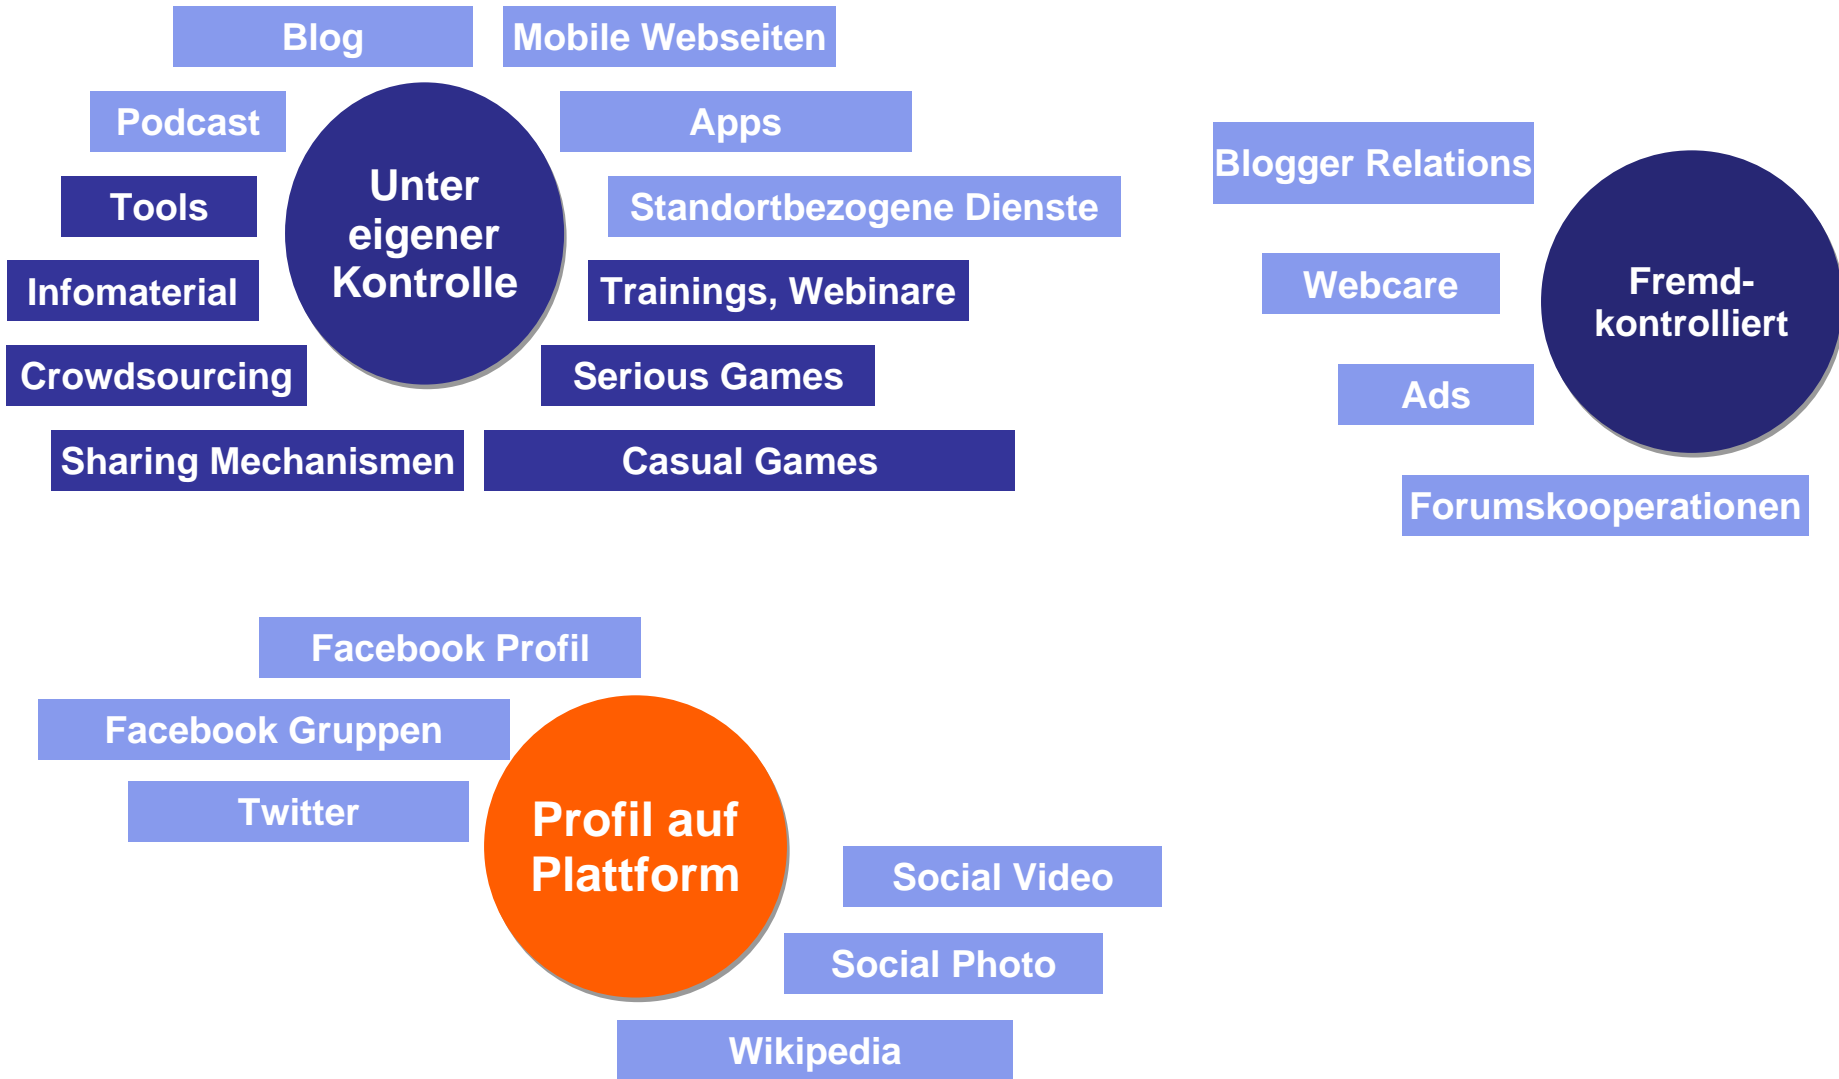 Blog
Mobile Webseiten
Podcast
Apps
Tools
Unter
eigener
Kontrolle
Standortbezogene Dienste
Infomaterial
Trainings, Webinare
Crowdsourcing
Serious Games
Sharing Mechanismen
Casual Games
Blogger Relations
Webcare
Fremd-
kontrolliert
Ads
Forumskooperationen
Facebook Profil
Facebook Gruppen
Twitter
Profil auf
Plattform
Social Video
Social Photo
Wikipedia